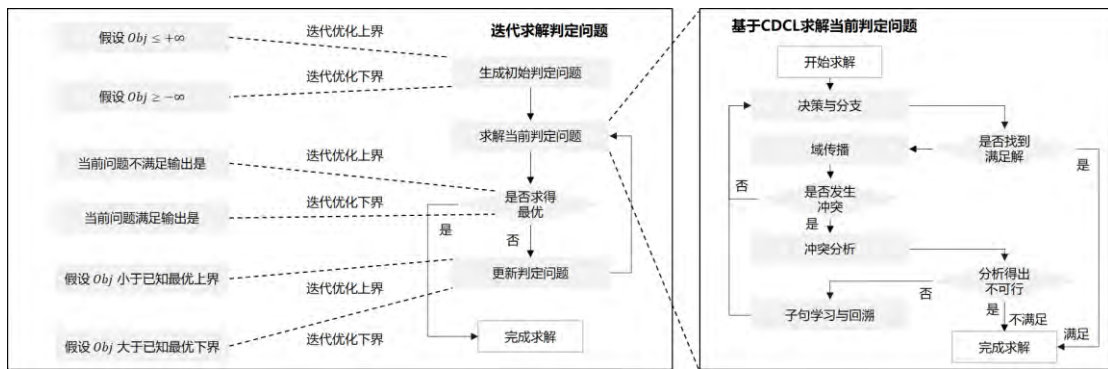 迭代求解判定问题
假设 Obj ≤ +∞
迭代优化上界
生成初始判定问题
假设 Obj ≥ −∞
迭代优化下界
求解当前判定问题
当前问题不满足输出是
迭代优化上界
是否求得
最优
当前问题满足输出是
迭代优化下界
是
否
假设 Obj 小于已知最优上界
迭代优化上界
更新判定问题
假设 Obj 大于已知最优下界
迭代优化下界
完成求解
基于CDCL求解当前判定问题
开始求解
决策与分支
是否找到
满足解
域传播
是
否
是否发生
冲突
是
冲突分析
分析得出
不可行
否
是
子句学习与回溯
不满足
满足
完成求解